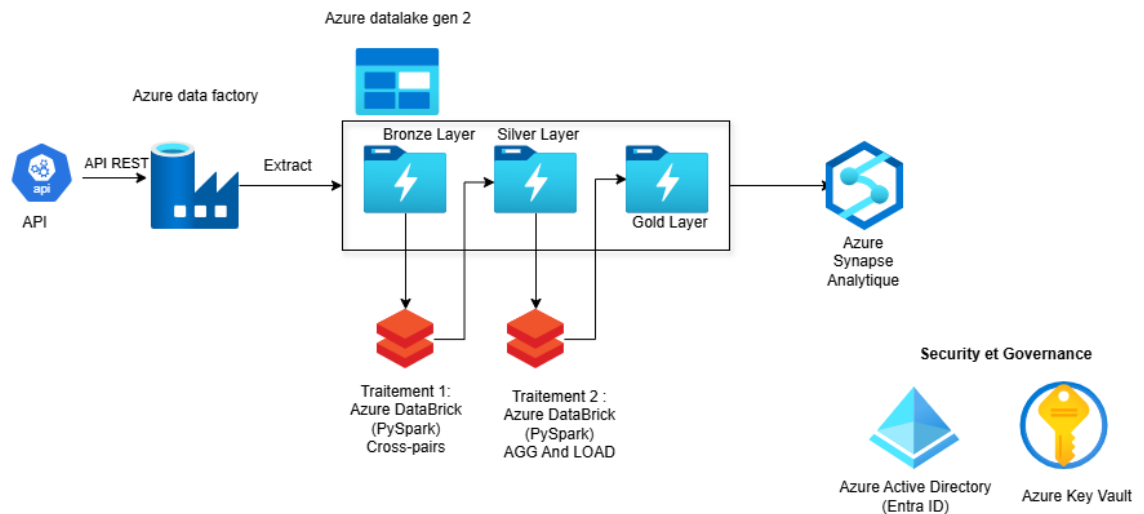 Azure datalake gen 2
Azure data factory
Bronze Layer
Silver Layer
API REST
Extract
api
API
Gold Layer
Azure
Synapse
Analytique
Traitement 1:
Azure DataBrick
(PySpark)
Cross-pairs
Traitement 2 :
Azure DataBrick
(PySpark)
AGG And LOAD
Security et Governance
Azure Active Directory
(Entra ID)
Azure Key Vault